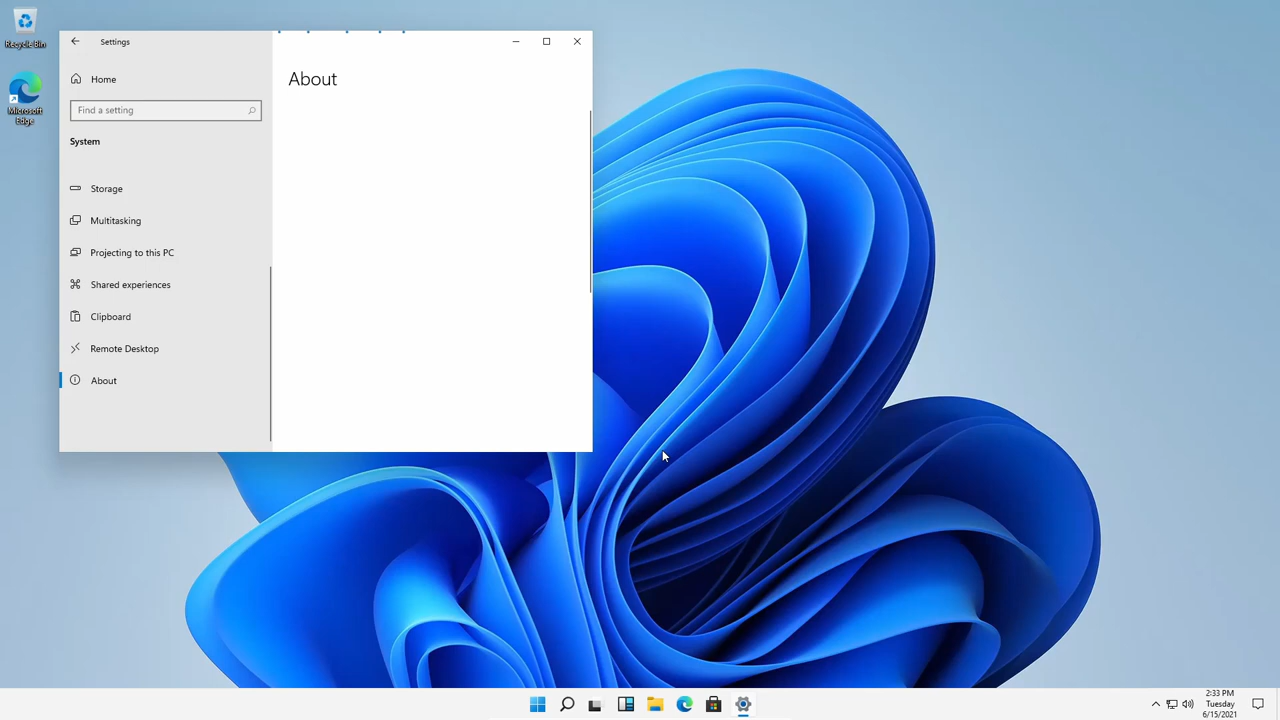 Recycle Bin
Microsoft
Edge
Settings
Home
Find a setting
System
Storage
Multitasking
Projecting to this PC
Shared experiences
Clipboard
Remote Desktop
About
About
2:33 PM
Tuesday
6/15/2021